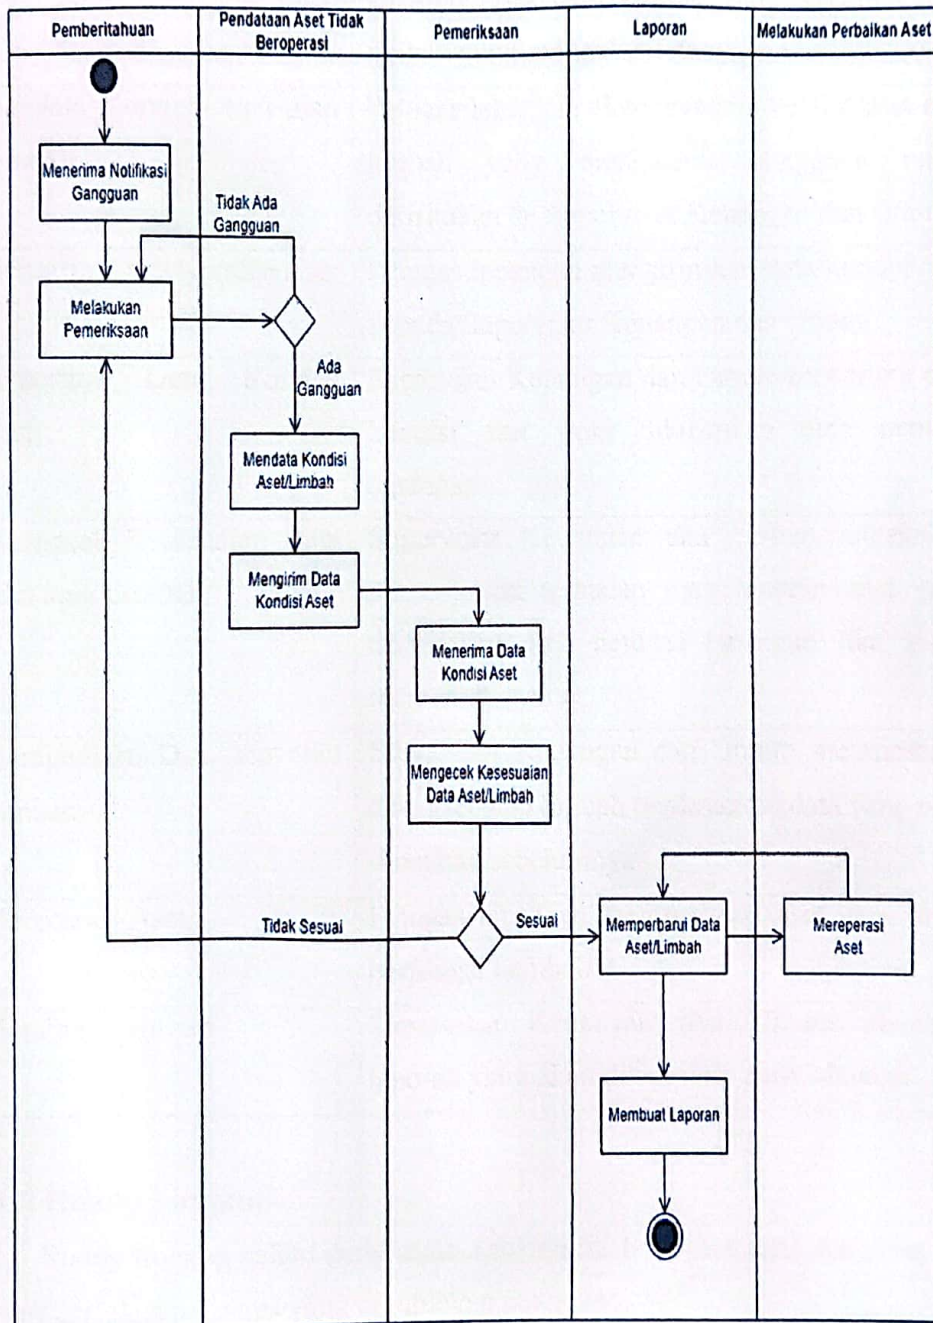 Pemberitahuan
Pendataan Aset Tidak
Beroperasi
Pemeriksaan
Laporan
Melakukan Perbaikan Aset
Menerima Notifikasi
Gangguan
Tidak Ada
Gangguan
Melakukan
Pemeriksaan
Ada
Gangguan
Mendata Kondisi
Aset/Limbah
Mengirim Data
Kondisi Aset
Menerima Data
Kondisi Aset
Mengecek Kesesuaian
Data Aset/Limbah
Tidak Sesuai
Sesuai
Memperbarui Data
Aset/Limbah
Mereperasi
Aset
Membuat Laporan